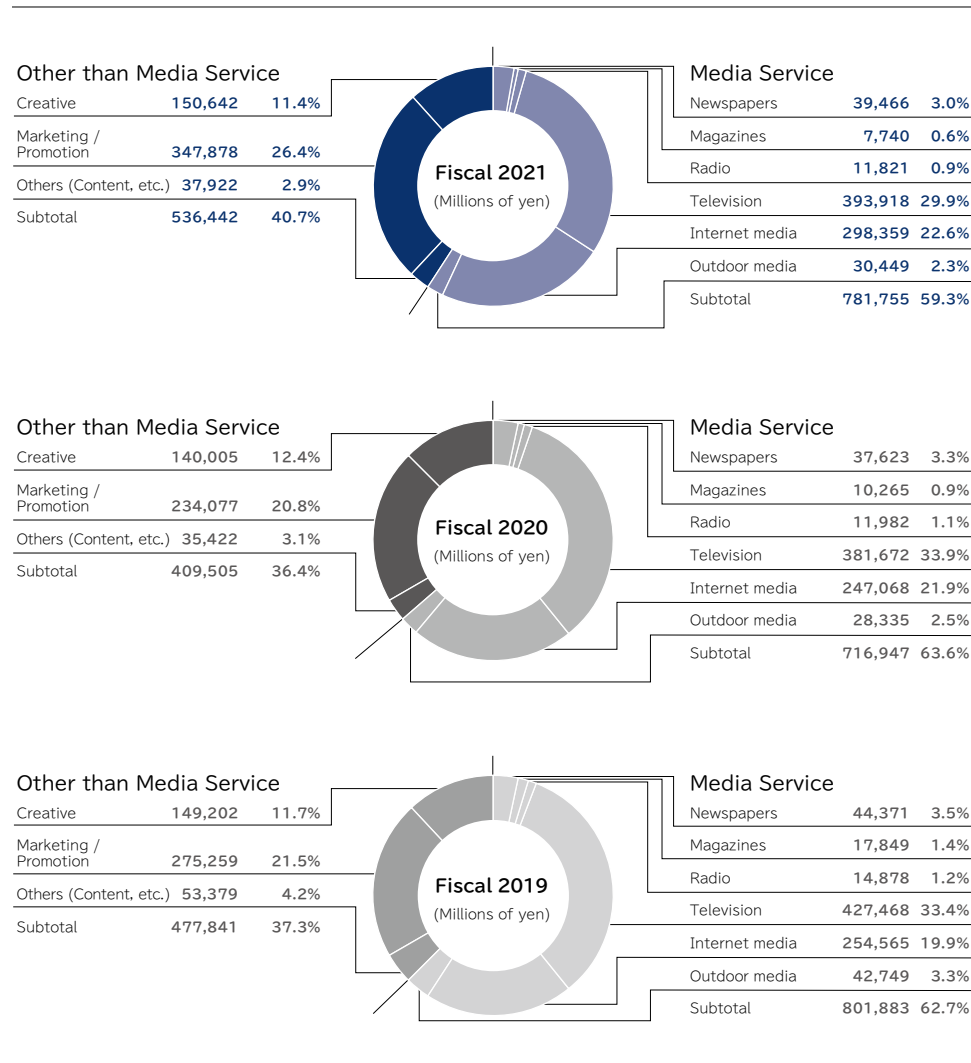 Other than Media Service
Creative 150,642 11.4%
Marketing /
Promotion 347,878 26.4%
Others (Content, etc.) 37,922 2.9%
Subtotal 536,442 40.7%
Fiscal 2021
(Millions of yen)
Media Service
Newspapers 39,466 3.0%
Magazines 7,740 0.6%
Radio 11,821 0.9%
Television 393,918 29.9%
Internet media 298,359 22.6%
Outdoor media 30,449 2.3%
Subtotal 781,755 59.3%
Other than Media Service
Creative 140,005 12.4%
Marketing /
Promotion 234,077 20.8%
Others (Content, etc.) 35,422 3.1%
Subtotal 409,505 36.4%
Fiscal 2020
(Millions of yen)
Media Service
Newspapers 37,623 3.3%
Magazines 10,265 0.9%
Radio 11,982 1.1%
Television 381,672 33.9%
Internet media 247,068 21.9%
Outdoor media 28,335 2.5%
Subtotal 716,947 63.6%
Other than Media Service
Creative 149,202 11.7%
Marketing /
Promotion 275,259 21.5%
Others (Content, etc.) 53,379 4.2%
Subtotal 477,841 37.3%
Fiscal 2019
(Millions of yen)
Media Service
Newspapers 44,371 3.5%
Magazines 17,849 1.4%
Radio 14,878 1.2%
Television 427,468 33.4%
Internet media 254,565 19.9%
Outdoor media 42,749 3.3%
Subtotal 801,883 62.7%